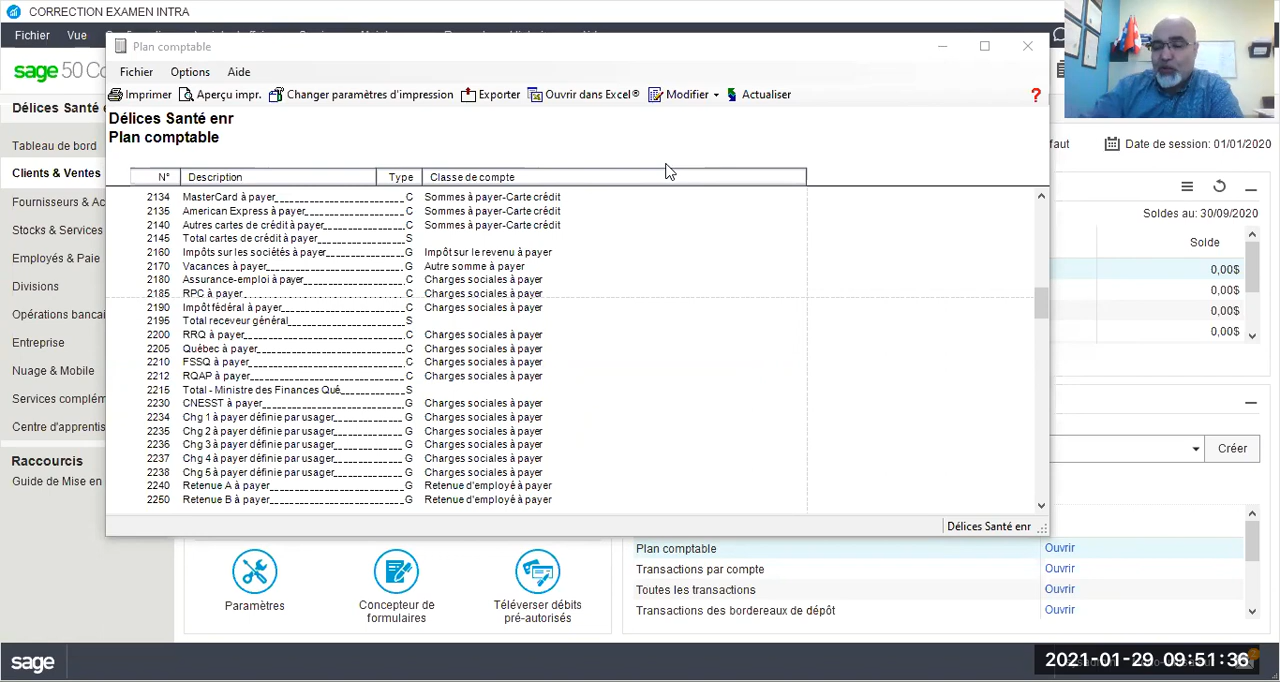 CORRECTION EXAMEN INTRA
Fichier Vue
sage 50 Co
Plan comptable
Fichier Options Aide
Imprimer Aperçu impr. Changer paramètres d'impression Exporter Ouvrir dans Excel® Modifier Actualiser ?
Délices Santé enr
Plan comptable
N° Description Type Classe de compte
2134 MasterCard à payer C Sommes à payer-Carte crédit
2135 American Express à payer C Sommes à payer-Carte crédit
2140 Autres cartes de crédit à payer C Sommes à payer-Carte crédit
2145 Total cartes de crédit à payer S
2160 Impôts sur les sociétés à payer G Impôt sur le revenu à payer
2170 Vacances à payer G Autre somme à payer
2180 Assurance-emploi à payer C Charges sociales à payer
2185 RPC à payer C Charges sociales à payer
2190 Impôt fédéral à payer C Charges sociales à payer
2195 Total receveur général S
2200 RRQ à payer C Charges sociales à payer
2205 Québec à payer C Charges sociales à payer
2210 FSSQ à payer C Charges sociales à payer
2212 RQAP à payer C Charges sociales à payer
2215 Total - Ministre des Finances Qué S
2230 CNESST à payer G Charges sociales à payer
2234 Chg 1 à payer définie par usager G Charges sociales à payer
2235 Chg 2 à payer définie par usager G Charges sociales à payer
2236 Chg 3 à payer définie par usager G Charges sociales à payer
2237 Chg 4 à payer définie par usager G Charges sociales à payer
2238 Chg 5 à payer définie par usager G Charges sociales à payer
2240 Retenue A à payer G Retenue d'employé à payer
2250 Retenue B à payer G Retenue d'employé à payer
Délices Santé enr
Délices Santé e
Tableau de bord
Clients & Ventes
Fournisseurs & Ac
Stocks & Services
Employés & Paie
Divisions
Opérations bancai
Entreprise
Nuage & Mobile
Services complém
Centre d'apprentis
Raccourcis
Guide de Mise en
faut Date de session: 01/01/2020
Soldes au: 30/09/2020
Solde
0,00$
0,00$
0,00$
0,00$
Créer
Paramètres
Concepteur de
formulaires
Téléverser débits
pré-autorisés
Plan comptable Ouvrir
Transactions par compte Ouvrir
Toutes les transactions Ouvrir
Transactions des bordereaux de dépôt Ouvrir
sage
2021-01-29 09:51:36